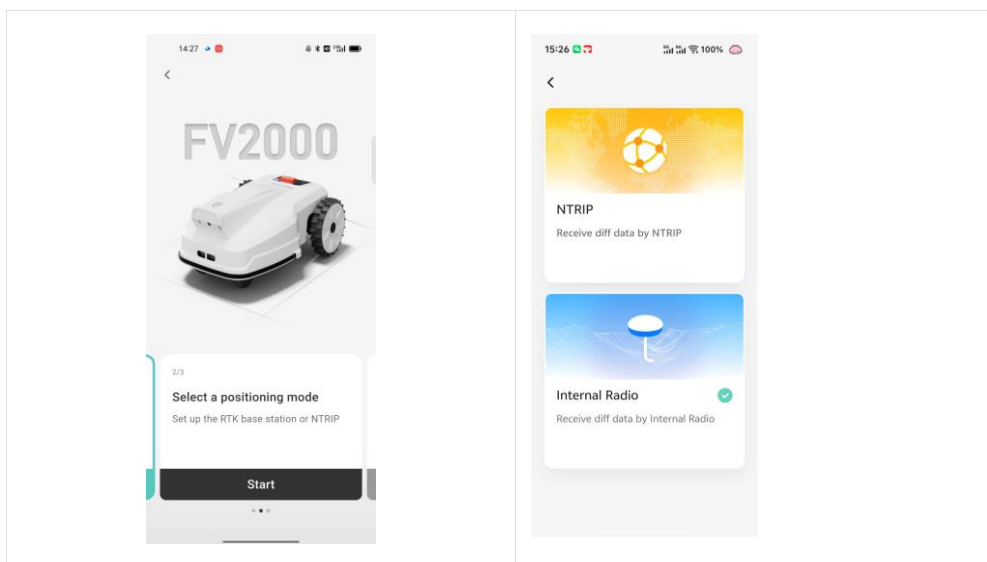 14:27
FV2000
2/3
Select a positioning mode
Set up the RTK base station or NTRIP
Start
15:26
100%
NTRIP
Receive diff data by NTRIP
Internal Radio
Receive diff data by Internal Radio